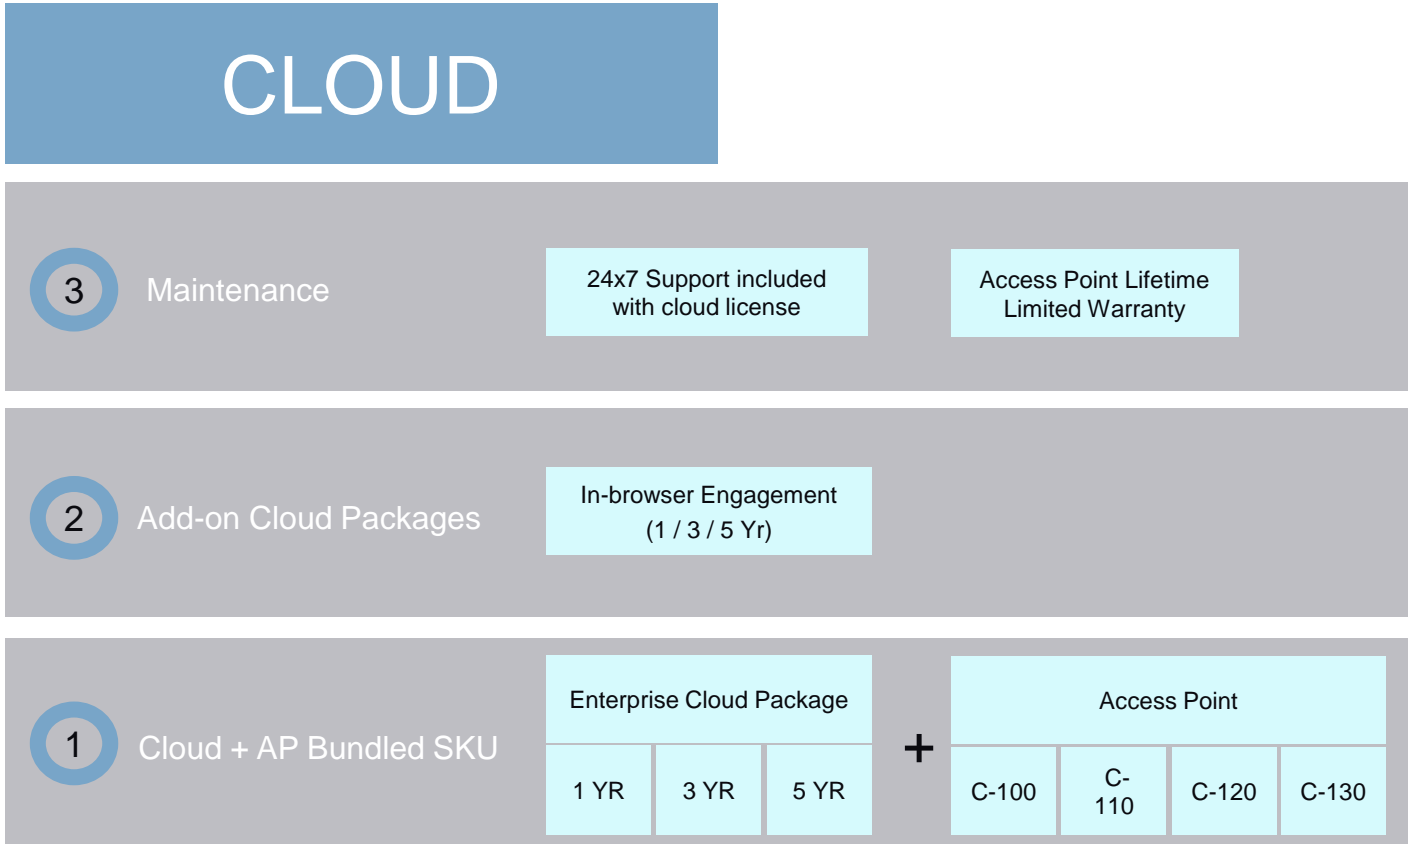 CLOUD
3
Maintenance
24x7 Support included
with cloud license
Access Point Lifetime
Limited Warranty
2
Add-on Cloud Packages
In-browser Engagement
(1 / 3 / 5 Yr)
1
Cloud + AP Bundled SKU
Enterprise Cloud Package
1 YR
3 YR
5 YR
+
Access Point
C-100
C-
110
C-120
C-130